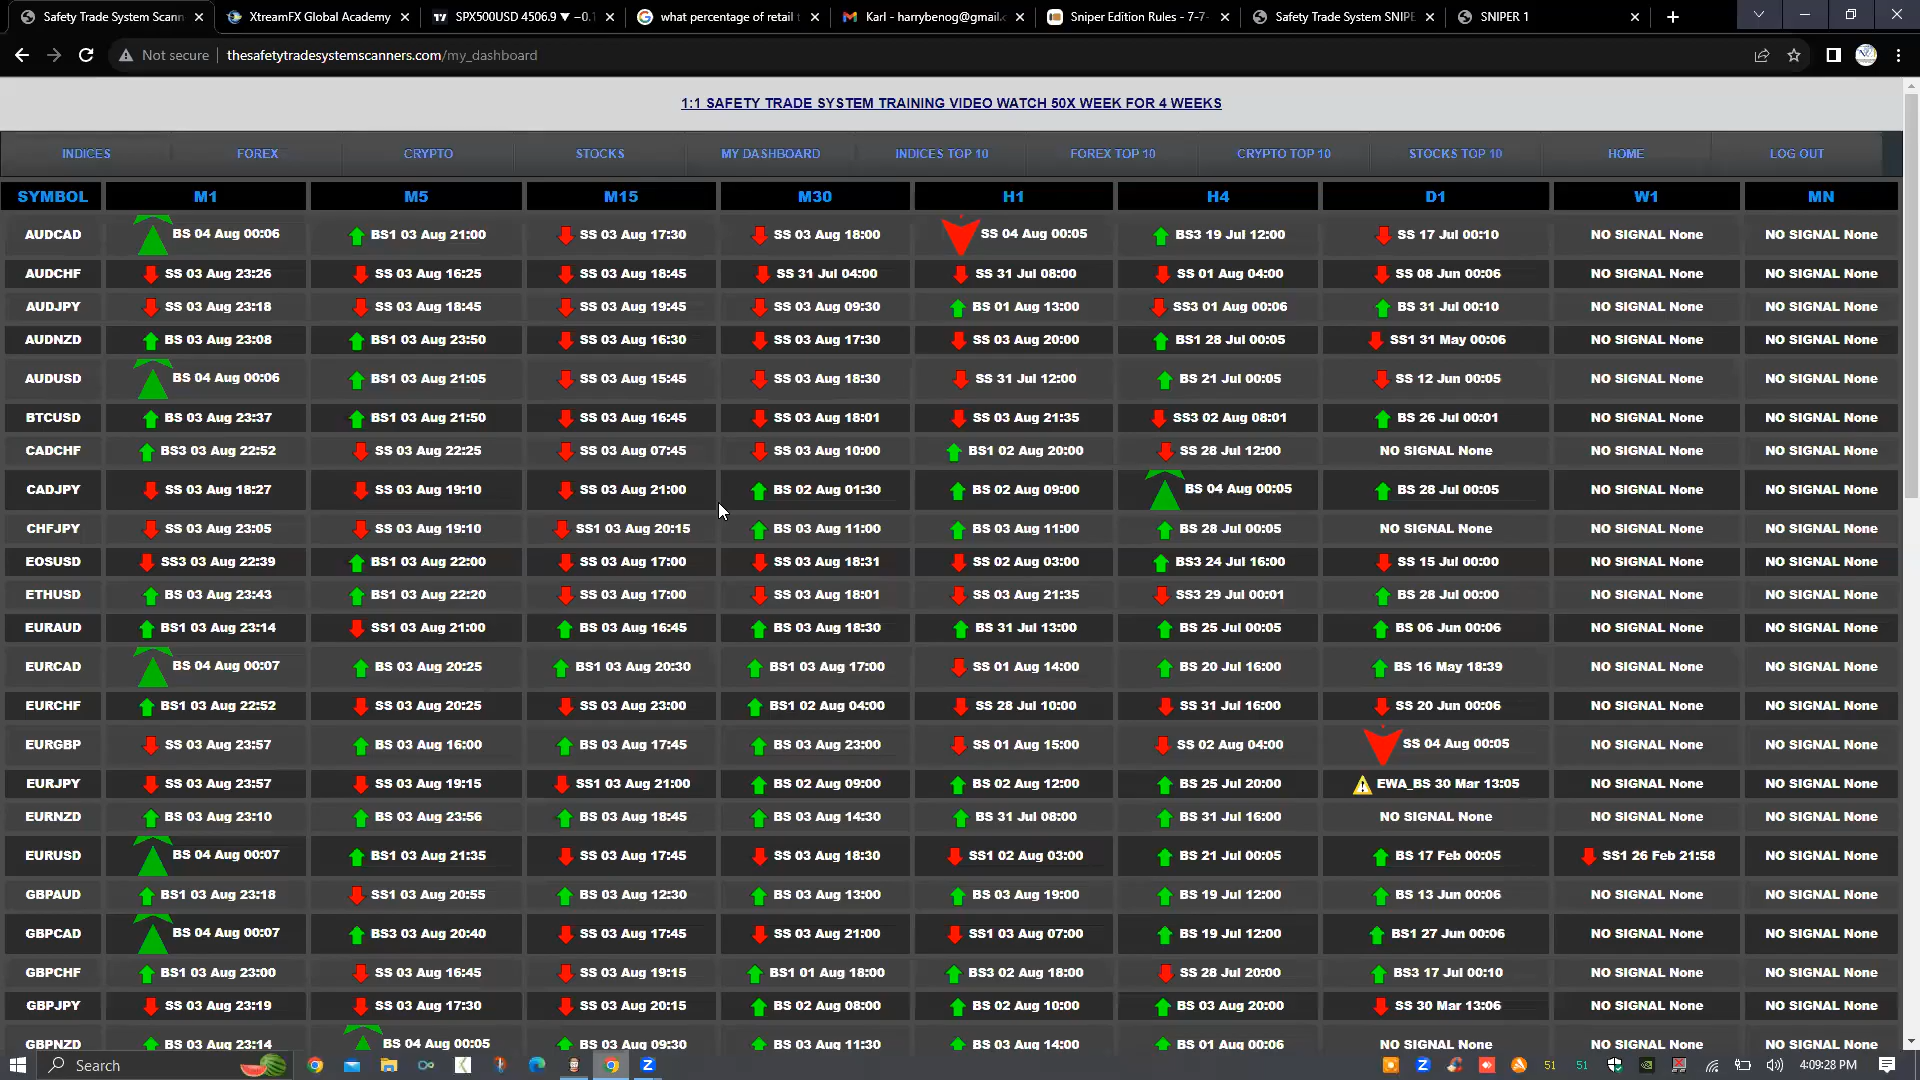 Safety Trade System Scann
XtreamFX Global Academy
SPX500USD 4506.9 ▼ −0.
what percentage of retail t
Karl - harrybenog@gmail.c
Sniper Edition Rules - 7-7-
Safety Trade System SNIPE
SNIPER 1
Not secure
thesafetytradesystemscanners.com/my_dashboard
1:1 SAFETY TRADE SYSTEM TRAINING VIDEO WATCH 50X WEEK FOR 4 WEEKS
INDICES FOREX CRYPTO STOCKS MY DASHBOARD INDICES TOP 10 FOREX TOP 10 CRYPTO TOP 10 STOCKS TOP 10 HOME LOG OUT
SYMBOL M1 M5 M15 M30 H1 H4 D1 W1 MN
AUDCAD BS 04 Aug 00:06 BS1 03 Aug 21:00 SS 03 Aug 17:30 SS 03 Aug 18:00 SS 04 Aug 00:05 BS3 19 Jul 12:00 SS 17 Jul 00:10 NO SIGNAL None NO SIGNAL None
AUDCHF SS 03 Aug 23:26 SS 03 Aug 16:25 SS 03 Aug 18:45 SS 31 Jul 04:00 SS 31 Jul 08:00 SS 01 Aug 04:00 SS 08 Jun 00:06 NO SIGNAL None NO SIGNAL None
AUDJPY SS 03 Aug 23:18 SS 03 Aug 18:45 SS 03 Aug 19:45 SS 03 Aug 09:30 BS 01 Aug 13:00 SS3 01 Aug 00:06 BS 31 Jul 00:10 NO SIGNAL None NO SIGNAL None
AUDNZD BS 03 Aug 23:08 BS1 03 Aug 23:50 SS 03 Aug 16:30 SS 03 Aug 17:30 SS 03 Aug 20:00 BS1 28 Jul 00:05 SS1 31 May 00:06 NO SIGNAL None NO SIGNAL None
AUDUSD BS 04 Aug 00:06 BS1 03 Aug 21:05 SS 03 Aug 15:45 SS 03 Aug 18:30 SS 31 Jul 12:00 BS 21 Jul 00:05 SS 12 Jun 00:05 NO SIGNAL None NO SIGNAL None
BTCUSD BS 03 Aug 23:37 BS1 03 Aug 21:50 SS 03 Aug 16:45 SS 03 Aug 18:01 SS 03 Aug 21:35 SS3 02 Aug 08:01 BS 26 Jul 00:01 NO SIGNAL None NO SIGNAL None
CADCHF BS3 03 Aug 22:52 SS 03 Aug 22:25 SS 03 Aug 07:45 SS 03 Aug 10:00 BS1 02 Aug 20:00 SS 28 Jul 12:00 NO SIGNAL None NO SIGNAL None NO SIGNAL None
CADJPY SS 03 Aug 18:27 SS 03 Aug 19:10 SS 03 Aug 21:00 BS 02 Aug 01:30 BS 02 Aug 09:00 BS 04 Aug 00:05 BS 28 Jul 00:05 NO SIGNAL None NO SIGNAL None
CHFJPY SS 03 Aug 23:05 SS 03 Aug 19:10 SS1 03 Aug 20:15 BS 03 Aug 11:00 BS 03 Aug 11:00 BS 28 Jul 00:05 NO SIGNAL None NO SIGNAL None NO SIGNAL None
EOSUSD SS3 03 Aug 22:39 BS1 03 Aug 22:00 SS 03 Aug 17:00 SS 03 Aug 18:31 SS 02 Aug 03:00 BS3 24 Jul 16:00 SS 15 Jul 00:00 NO SIGNAL None NO SIGNAL None
ETHUSD BS 03 Aug 23:43 BS1 03 Aug 22:20 SS 03 Aug 17:00 SS 03 Aug 18:01 SS 03 Aug 21:35 SS3 29 Jul 00:01 BS 28 Jul 00:00 NO SIGNAL None NO SIGNAL None
EURAUD BS1 03 Aug 23:14 SS1 03 Aug 21:00 BS 03 Aug 16:45 BS 03 Aug 18:30 BS 31 Jul 13:00 BS 25 Jul 00:05 BS 06 Jun 00:06 NO SIGNAL None NO SIGNAL None
EURCAD BS 04 Aug 00:07 BS 03 Aug 20:25 BS1 03 Aug 20:30 BS1 03 Aug 17:00 SS 01 Aug 14:00 BS 20 Jul 16:00 BS 16 May 18:39 NO SIGNAL None NO SIGNAL None
EURCHF BS1 03 Aug 22:52 SS 03 Aug 20:25 SS 03 Aug 23:00 BS1 02 Aug 04:00 SS 28 Jul 10:00 SS 31 Jul 16:00 SS 20 Jun 00:06 NO SIGNAL None NO SIGNAL None
EURGBP SS 03 Aug 23:57 BS 03 Aug 16:00 BS 03 Aug 17:45 BS 03 Aug 23:00 SS 01 Aug 15:00 SS 02 Aug 04:00 SS 04 Aug 00:05 NO SIGNAL None NO SIGNAL None
EURJPY SS 03 Aug 23:57 SS 03 Aug 19:15 SS1 03 Aug 21:00 BS 02 Aug 09:00 BS 02 Aug 12:00 BS 25 Jul 20:00 EWA_BS 30 Mar 13:05 NO SIGNAL None NO SIGNAL None
EURNZD BS 03 Aug 23:10 BS 03 Aug 23:56 BS 03 Aug 18:45 BS 03 Aug 14:30 BS 31 Jul 08:00 BS 31 Jul 16:00 NO SIGNAL None NO SIGNAL None NO SIGNAL None
EURUSD BS 04 Aug 00:07 BS1 03 Aug 21:35 SS 03 Aug 17:45 SS 03 Aug 18:30 SS1 02 Aug 03:00 BS 21 Jul 00:05 BS 17 Feb 00:05 SS1 26 Feb 21:58 NO SIGNAL None
GBPAUD BS1 03 Aug 23:18 SS1 03 Aug 20:55 BS 03 Aug 12:30 BS 03 Aug 13:00 BS 03 Aug 19:00 BS 19 Jul 12:00 BS 13 Jun 00:06 NO SIGNAL None NO SIGNAL None
GBPCAD BS 04 Aug 00:07 BS3 03 Aug 20:40 SS 03 Aug 17:45 SS 03 Aug 21:00 SS1 03 Aug 07:00 BS 19 Jul 12:00 BS1 27 Jun 00:06 NO SIGNAL None NO SIGNAL None
GBPCHF BS1 03 Aug 23:00 SS 03 Aug 16:45 SS 03 Aug 19:15 BS1 01 Aug 18:00 BS3 02 Aug 18:00 SS 28 Jul 20:00 BS3 17 Jul 00:10 NO SIGNAL None NO SIGNAL None
GBPJPY SS 03 Aug 23:19 SS 03 Aug 17:30 SS 03 Aug 20:15 BS 02 Aug 08:00 BS 02 Aug 10:00 BS 03 Aug 20:00 SS 30 Mar 13:06 NO SIGNAL None NO SIGNAL None
GBPNZD BS 03 Aug 23:14 BS 04 Aug 00:05 BS 03 Aug 09:30 BS 03 Aug 11:30 BS 03 Aug 14:00 BS 01 Aug 00:06 NO SIGNAL None NO SIGNAL None NO SIGNAL None
Search
51
51
4:09:28 PM